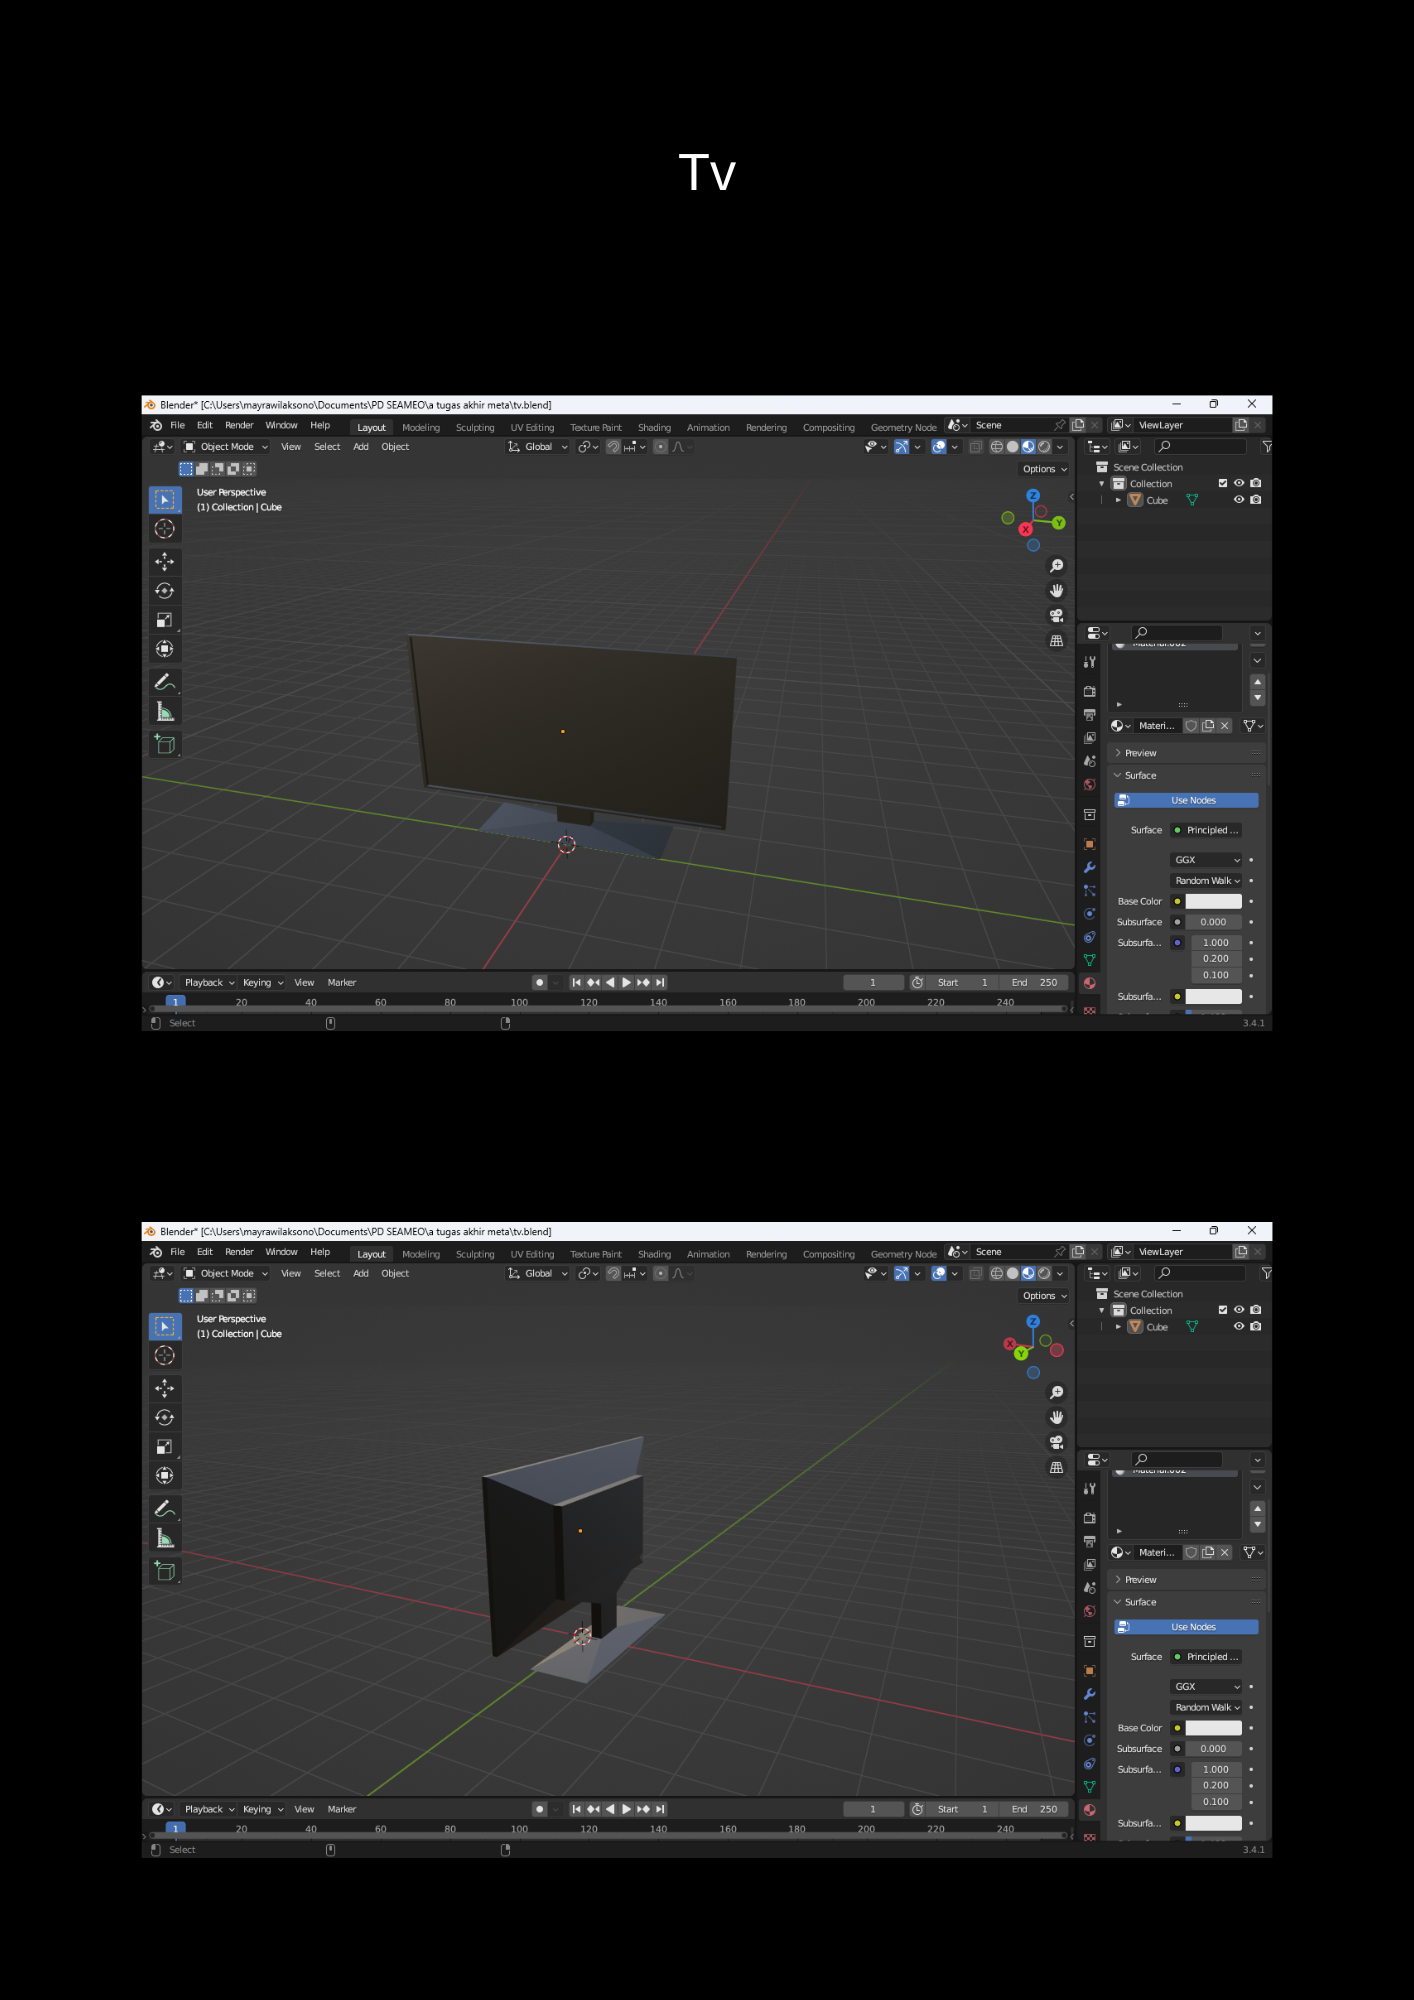 Tv
Blender* [C:\Users\mayrawilaksono\Documents\PD SEAMEO\a tugas akhir meta\tv.blend]
File Edit Render Window Help Layout Modeling Sculpting UV Editing Texture Paint Shading Animation Rendering Compositing Geometry Node Scene ViewLayer
Object Mode View Select Add Object Global
Options
User Perspective
(1) Collection | Cube
Z
Y
X
Scene Collection
Collection
Cube
Material.002
Materi...
Preview
Surface
Use Nodes
Surface Principled ...
GGX
Random Walk
Base Color
Subsurface 0.000
Subsurfa... 1.000
0.200
0.100
Subsurfa...
Playback Keying View Marker 1 Start 1 End 250
1 20 40 60 80 100 120 140 160 180 200 220 240
Select 3.4.1
Blender* [C:\Users\mayrawilaksono\Documents\PD SEAMEO\a tugas akhir meta\tv.blend]
File Edit Render Window Help Layout Modeling Sculpting UV Editing Texture Paint Shading Animation Rendering Compositing Geometry Node Scene ViewLayer
Object Mode View Select Add Object Global
Options
User Perspective
(1) Collection | Cube
Z
X
Y
Scene Collection
Collection
Cube
Material.002
Materi...
Preview
Surface
Use Nodes
Surface Principled ...
GGX
Random Walk
Base Color
Subsurface 0.000
Subsurfa... 1.000
0.200
0.100
Subsurfa...
Playback Keying View Marker 1 Start 1 End 250
1 20 40 60 80 100 120 140 160 180 200 220 240
Select 3.4.1